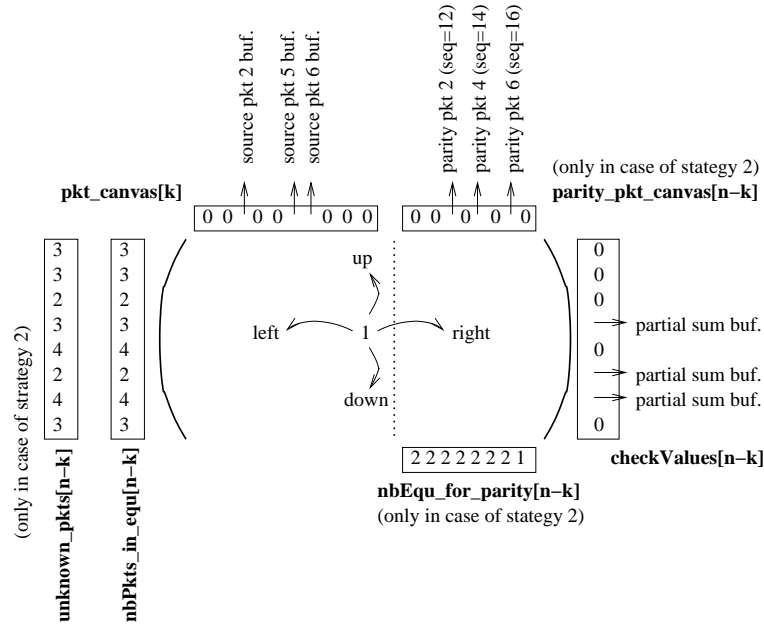 source pkt 2 buf.
source pkt 5 buf.
source pkt 6 buf.
parity pkt 2 (seq=12)
parity pkt 4 (seq=14)
parity pkt 6 (seq=16)
(only in case of stategy 2)
pkt_canvas[k]
parity_pkt_canvas[n−k]
0 0 0 0 0 0 0
0 0 0 0 0
3 3 0
3 3 0
2 2 0
3 3 partial sum buf.
4 4 0
2 2 partial sum buf.
4 4 partial sum buf.
3 3 0
up
left 1 right
down
2 2 2 2 2 2 2 1
checkValues[n−k]
nbEqu_for_parity[n−k]
(only in case of stategy 2)
(only in case of strategy 2)
unknown_pkts[n−k]
nbPkts_in_equ[n−k]